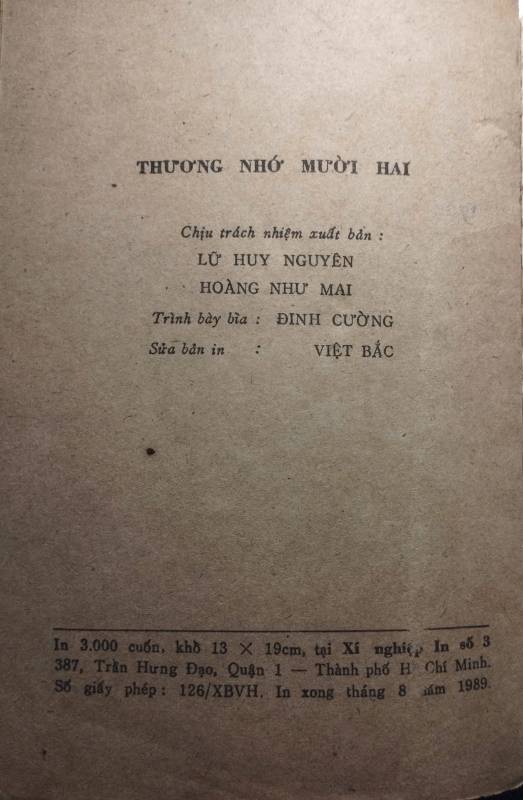 THƯƠNG NHỚ MƯỜI HAI
Chịu trách nhiệm xuất bản :
LỮ HUY NGUYÊN
HOÀNG NHƯ MAI
Trình bày bìa : ĐINH CƯỜNG
Sửa bản in : VIỆT BẮC
In 3.000 cuốn, khổ 13 × 19cm, tại Xí nghiệp In số 3
387, Trần Hưng Đạo, Quận 1 — Thành phố H Chí Minh.
Số giấy phép : 126/XBVH. In xong tháng 8 năm 1989.